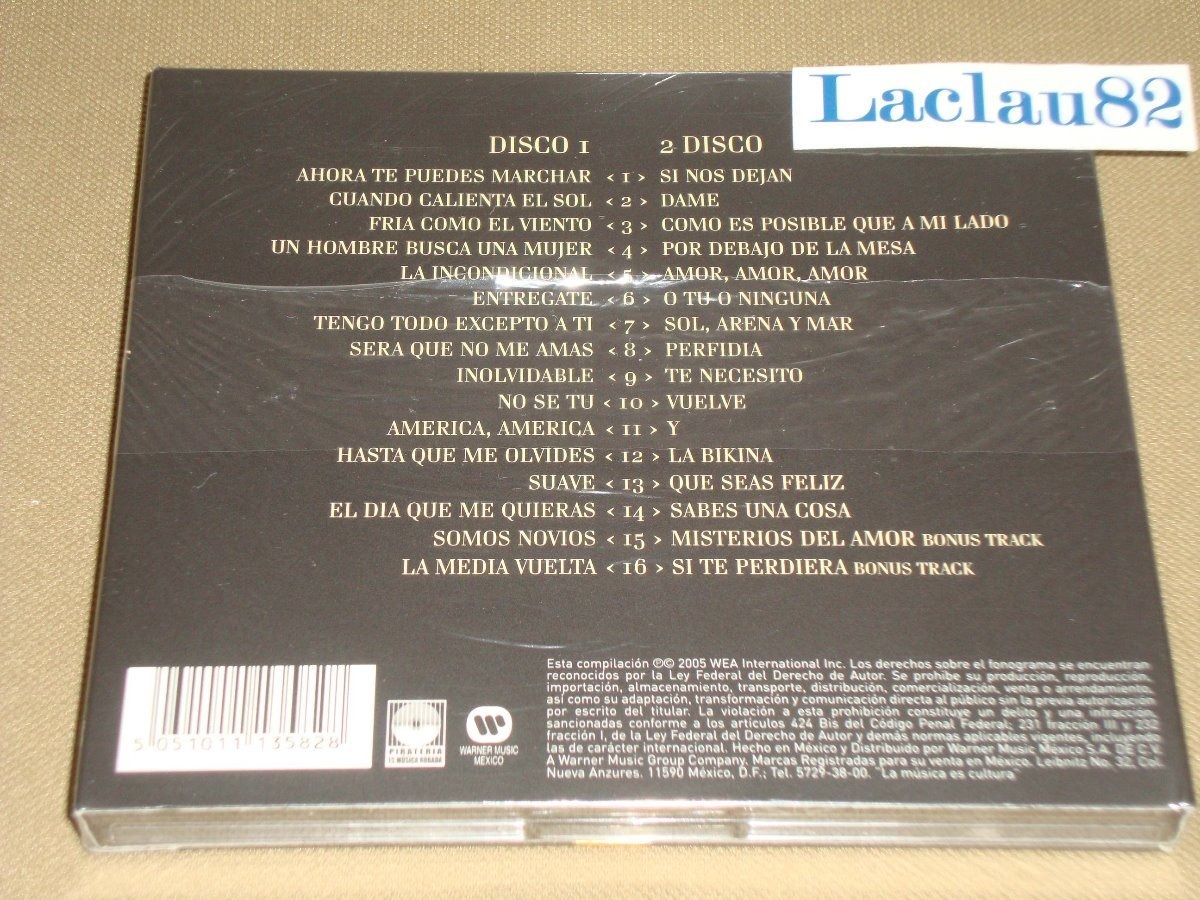 Laclau82
DISCO 1 2 DISCO
AHORA TE PUEDES MARCHAR < 1 > SI NOS DEJAN
CUANDO CALIENTA EL SOL < 2 > DAME
FRIA COMO EL VIENTO < 3 > COMO ES POSIBLE QUE A MI LADO
UN HOMBRE BUSCA UNA MUJER < 4 > POR DEBAJO DE LA MESA
LA INCONDICIONAL < 5 > AMOR, AMOR, AMOR
ENTREGATE < 6 > O TU O NINGUNA
TENGO TODO EXCEPTO A TI < 7 > SOL, ARENA Y MAR
SERA QUE NO ME AMAS < 8 > PERFIDIA
INOLVIDABLE < 9 > TE NECESITO
NO SE TU < 10 > VUELVE
AMERICA, AMERICA < 11 > Y
HASTA QUE ME OLVIDES < 12 > LA BIKINA
SUAVE < 13 > QUE SEAS FELIZ
EL DIA QUE ME QUIERAS < 14 > SABES UNA COSA
SOMOS NOVIOS < 15 > MISTERIOS DEL AMOR BONUS TRACK
LA MEDIA VUELTA < 16 > SI TE PERDIERA BONUS TRACK
5 051011 135828
PIRATERIA
ES MÚSICA ROBADA
WARNER MUSIC
MÉXICO
Esta compilación ℗© 2005 WEA International Inc. Los derechos sobre el fonograma se encuentran
reconocidos por la Ley Federal del Derecho de Autor. Se prohibe su producción, reproducción,
importación, almacenamiento, transporte, distribución, comercialización, venta o arrendamiento,
así como su adaptación, transformación y comunicación directa al público sin la previa autorización
por escrito del titular. La violación a esta prohibición constituye un delito y una infracción
sancionadas conforme a los artículos 424 Bis del Código Penal Federal; 231 fracción III y 232
fracción I, de la Ley Federal del Derecho de Autor y demás normas aplicables vigentes, incluyendo
las de carácter internacional. Hecho en México y Distribuido por Warner Music México S.A. DE C.V.
A Warner Music Group Company. Marcas Registradas para su venta en México. Leibnitz No. 32, Col.
Nueva Anzures. 11590 México, D.F.; Tel. 5729-38-00. "La música es cultura"